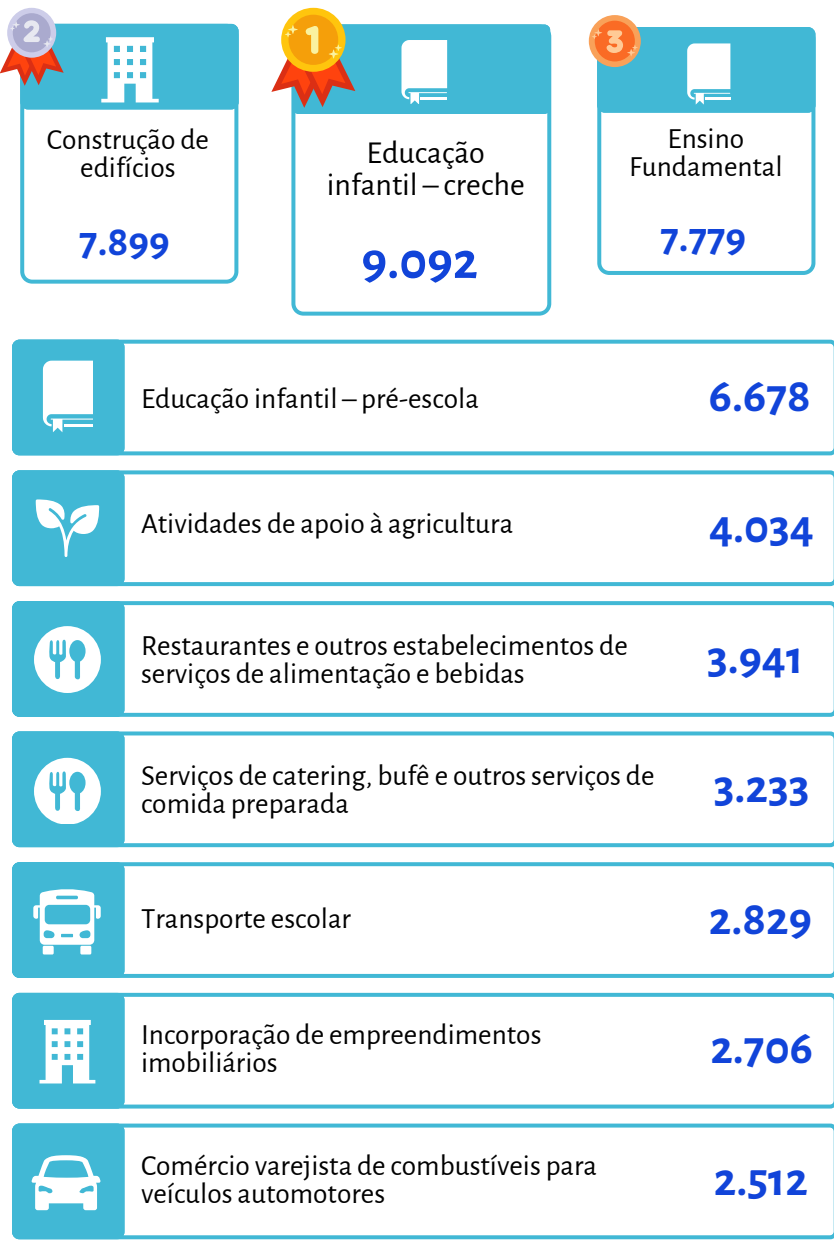 2
Construção de
edifícios
7.899
1
Educação
infantil – creche
9.092
3
Ensino
Fundamental
7.779
Educação infantil – pré-escola
6.678
Atividades de apoio à agricultura
4.034
Restaurantes e outros estabelecimentos de
serviços de alimentação e bebidas
3.941
Serviços de catering, bufê e outros serviços de
comida preparada
3.233
Transporte escolar
2.829
Incorporação de empreendimentos
imobiliários
2.706
Comércio varejista de combustíveis para
veículos automotores
2.512